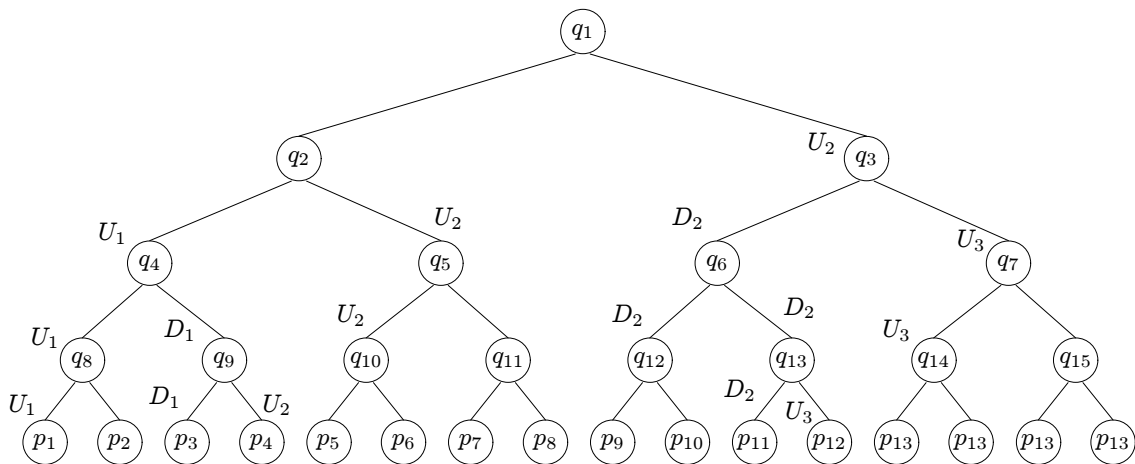 q1
q2 U2 q3
U1 q4 U2 q5 D2 q6 U3 q7
U1 q8 D1 q9 U2 q10 q11 D2 q12 D2 q13 U3 q14 q15
U1 p1 p2 D1 p3 U2 p4 p5 p6 p7 p8 p9 p10 D2 p11 U3 p12 p13 p13 p13 p13